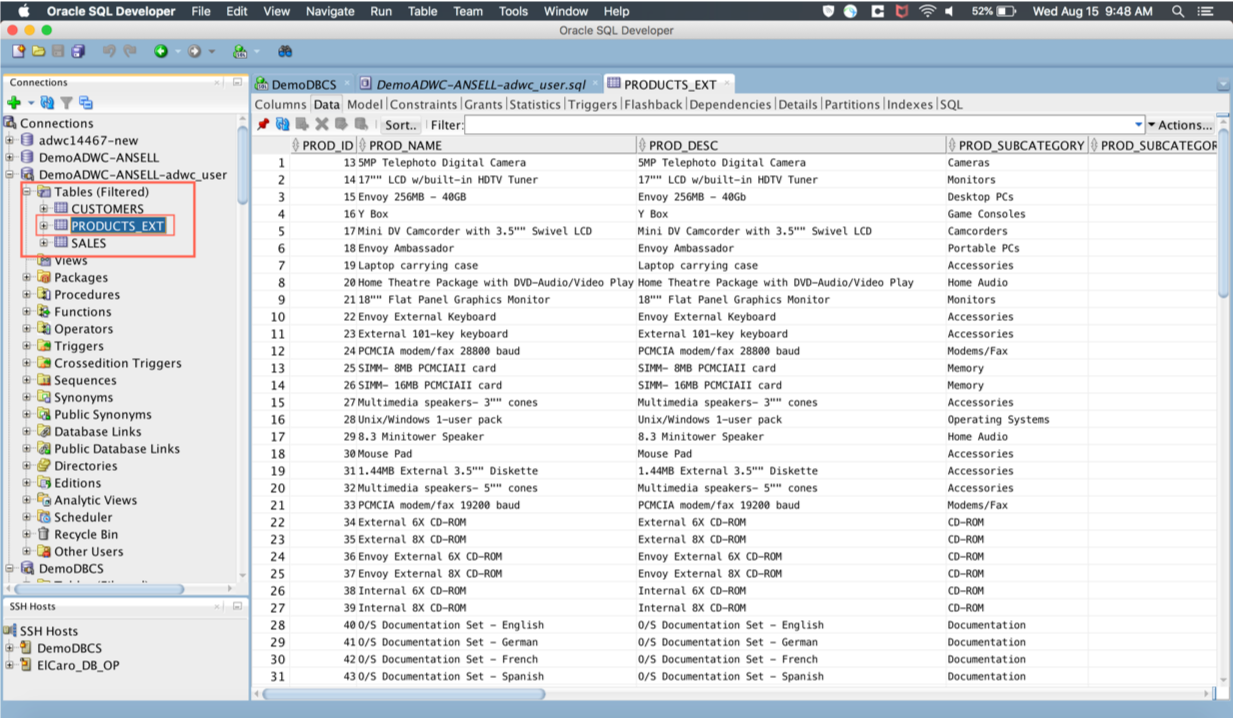 Oracle SQL Developer File Edit View Navigate Run Table Team Tools Window Help 52% Wed Aug 15 9:48 AM
Oracle SQL Developer
Connections
Connections
adwc14467-new
DemoADWC-ANSELL
DemoADWC-ANSELL-adwc_user
Tables (Filtered)
CUSTOMERS
PRODUCTS_EXT
SALES
Views
Packages
Procedures
Functions
Operators
Triggers
Crossedition Triggers
Sequences
Synonyms
Public Synonyms
Database Links
Public Database Links
Directories
Editions
Analytic Views
Scheduler
Recycle Bin
Other Users
DemoDBCS
SSH Hosts
SSH Hosts
DemoDBCS
ElCaro_DB_OP
DemoDBCS DemoADWC-ANSELL-adwc_user.sql PRODUCTS_EXT
Columns Data Model Constraints Grants Statistics Triggers Flashback Dependencies Details Partitions Indexes SQL
Sort.. Filter: Actions...
PROD_ID PROD_NAME PROD_DESC PROD_SUBCATEGORY PROD_SUBCATEGOR
1 13 5MP Telephoto Digital Camera 5MP Telephoto Digital Camera Cameras
2 14 17"" LCD w/built-in HDTV Tuner 17"" LCD w/built-in HDTV Tuner Monitors
3 15 Envoy 256MB - 40GB Envoy 256MB - 40Gb Desktop PCs
4 16 Y Box Y Box Game Consoles
5 17 Mini DV Camcorder with 3.5"" Swivel LCD Mini DV Camcorder with 3.5"" Swivel LCD Camcorders
6 18 Envoy Ambassador Envoy Ambassador Portable PCs
7 19 Laptop carrying case Laptop carrying case Accessories
8 20 Home Theatre Package with DVD-Audio/Video Play Home Theatre Package with DVD-Audio/Video Play Home Audio
9 21 18"" Flat Panel Graphics Monitor 18"" Flat Panel Graphics Monitor Monitors
10 22 Envoy External Keyboard Envoy External Keyboard Accessories
11 23 External 101-key keyboard External 101-key keyboard Accessories
12 24 PCMCIA modem/fax 28800 baud PCMCIA modem/fax 28800 baud Modems/Fax
13 25 SIMM- 8MB PCMCIAII card SIMM- 8MB PCMCIAII card Memory
14 26 SIMM- 16MB PCMCIAII card SIMM- 16MB PCMCIAII card Memory
15 27 Multimedia speakers- 3"" cones Multimedia speakers- 3"" cones Accessories
16 28 Unix/Windows 1-user pack Unix/Windows 1-user pack Operating Systems
17 29 8.3 Minitower Speaker 8.3 Minitower Speaker Home Audio
18 30 Mouse Pad Mouse Pad Accessories
19 31 1.44MB External 3.5"" Diskette 1.44MB External 3.5"" Diskette Accessories
20 32 Multimedia speakers- 5"" cones Multimedia speakers- 5"" cones Accessories
21 33 PCMCIA modem/fax 19200 baud PCMCIA modem/fax 19200 baud Modems/Fax
22 34 External 6X CD-ROM External 6X CD-ROM CD-ROM
23 35 External 8X CD-ROM External 8X CD-ROM CD-ROM
24 36 Envoy External 6X CD-ROM Envoy External 6X CD-ROM CD-ROM
25 37 Envoy External 8X CD-ROM Envoy External 8X CD-ROM CD-ROM
26 38 Internal 6X CD-ROM Internal 6X CD-ROM CD-ROM
27 39 Internal 8X CD-ROM Internal 8X CD-ROM CD-ROM
28 40 O/S Documentation Set - English O/S Documentation Set - English Documentation
29 41 O/S Documentation Set - German O/S Documentation Set - German Documentation
30 42 O/S Documentation Set - French O/S Documentation Set - French Documentation
31 43 O/S Documentation Set - Spanish O/S Documentation Set - Spanish Documentation